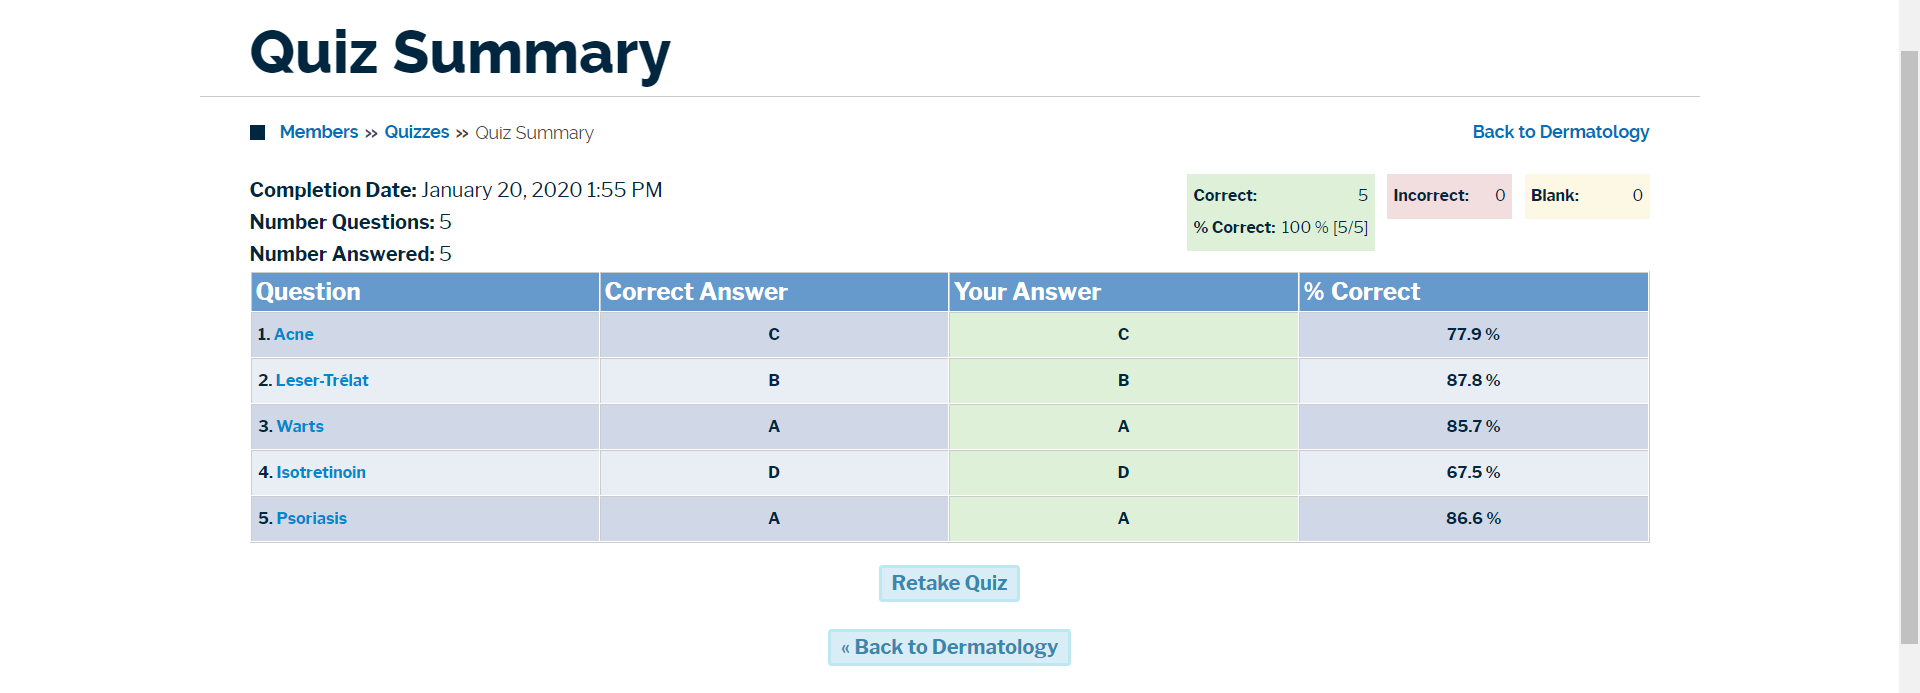 Quiz Summary
Members » Quizzes » Quiz Summary
Back to Dermatology
Completion Date: January 20, 2020 1:55 PM
Number Questions: 5
Number Answered: 5
Correct: 5
% Correct: 100 % [5/5]
Incorrect: 0
Blank: 0
Question Correct Answer Your Answer % Correct
1. Acne C C 77.9 %
2. Leser-Trélat B B 87.8 %
3. Warts A A 85.7 %
4. Isotretinoin D D 67.5 %
5. Psoriasis A A 86.6 %
Retake Quiz
« Back to Dermatology